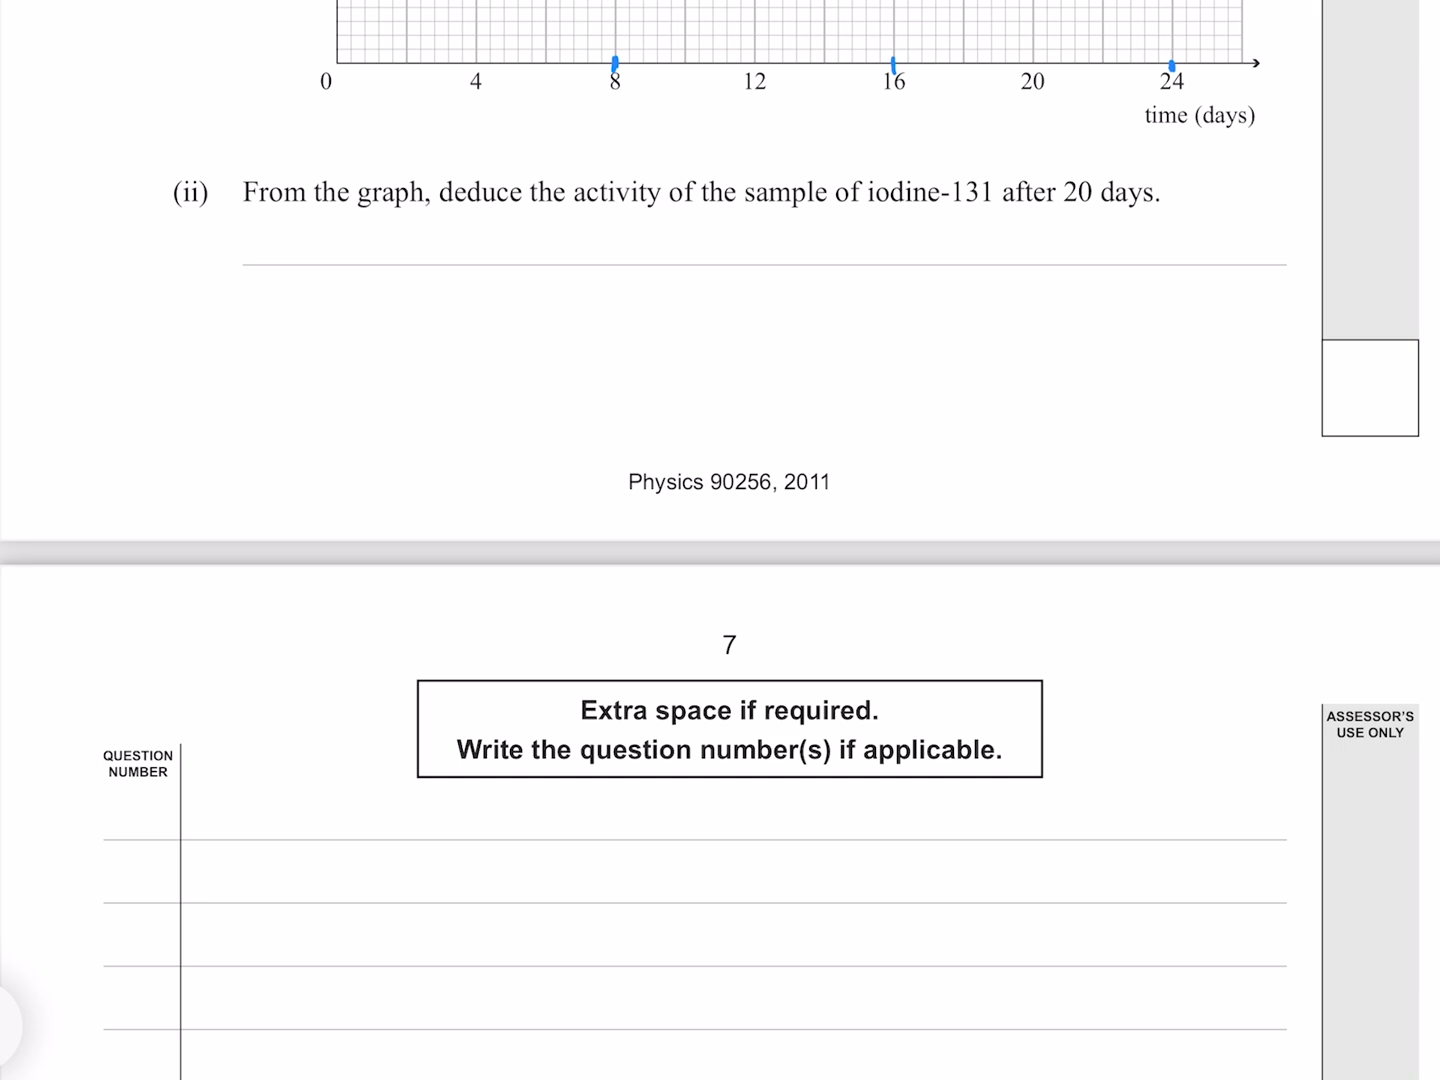 0 4 8 12 16 20 24
time (days)
(ii) From the graph, deduce the activity of the sample of iodine-131 after 20 days.
Physics 90256, 2011
7
Extra space if required.
Write the question number(s) if applicable.
ASSESSOR'S
USE ONLY
QUESTION
NUMBER